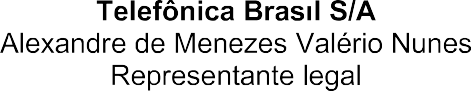 Telefônica Brasil S/A
Alexandre de Menezes Valério Nunes
Representante legal